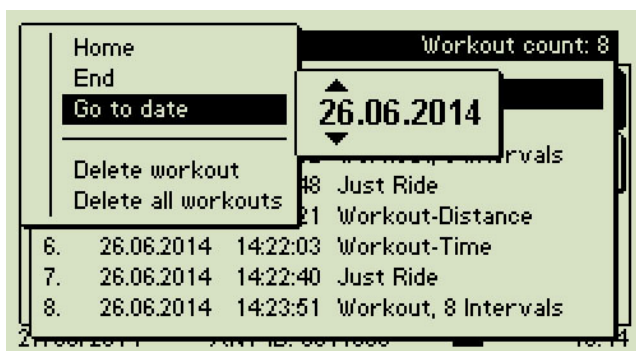 Home
Workout count: 8
End
Go to date
26.06.2014
Delete workout
Delete all workouts
48 Just Ride
21 Workout-Distance
6. 26.06.2014 14:22:03 Workout-Time
7. 26.06.2014 14:22:40 Just Ride
8. 26.06.2014 14:23:51 Workout, 8 Intervals